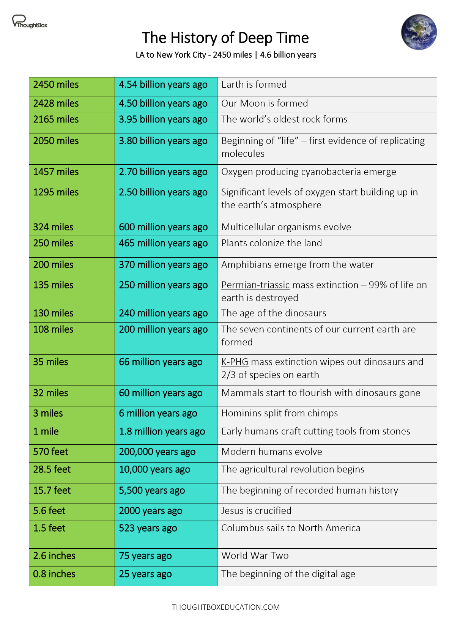 ThoughtBox
The History of Deep Time
LA to New York City - 2450 miles | 4.6 billion years
2450 miles 4.54 billion years ago Earth is formed
2428 miles 4.50 billion years ago Our Moon is formed
2165 miles 3.95 billion years ago The world's oldest rock forms
2050 miles 3.80 billion years ago Beginning of "life" – first evidence of replicating
molecules
1457 miles 2.70 billion years ago Oxygen producing cyanobacteria emerge
1295 miles 2.50 billion years ago Significant levels of oxygen start building up in
the earth's atmosphere
324 miles 600 million years ago Multicellular organisms evolve
250 miles 465 million years ago Plants colonize the land
200 miles 370 million years ago Amphibians emerge from the water
135 miles 250 million years ago Permian-triassic mass extinction – 99% of life on
earth is destroyed
130 miles 240 million years ago The age of the dinosaurs
108 miles 200 million years ago The seven continents of our current earth are
formed
35 miles 66 million years ago K-PHG mass extinction wipes out dinosaurs and
2/3 of species on earth
32 miles 60 million years ago Mammals start to flourish with dinosaurs gone
3 miles 6 million years ago Hominins split from chimps
1 mile 1.8 million years ago Early humans craft cutting tools from stones
570 feet 200,000 years ago Modern humans evolve
28.5 feet 10,000 years ago The agricultural revolution begins
15.7 feet 5,500 years ago The beginning of recorded human history
5.6 feet 2000 years ago Jesus is crucified
1.5 feet 523 years ago Columbus sails to North America
2.6 inches 75 years ago World War Two
0.8 inches 25 years ago The beginning of the digital age
THOUGHTBOXEDUCATION.COM